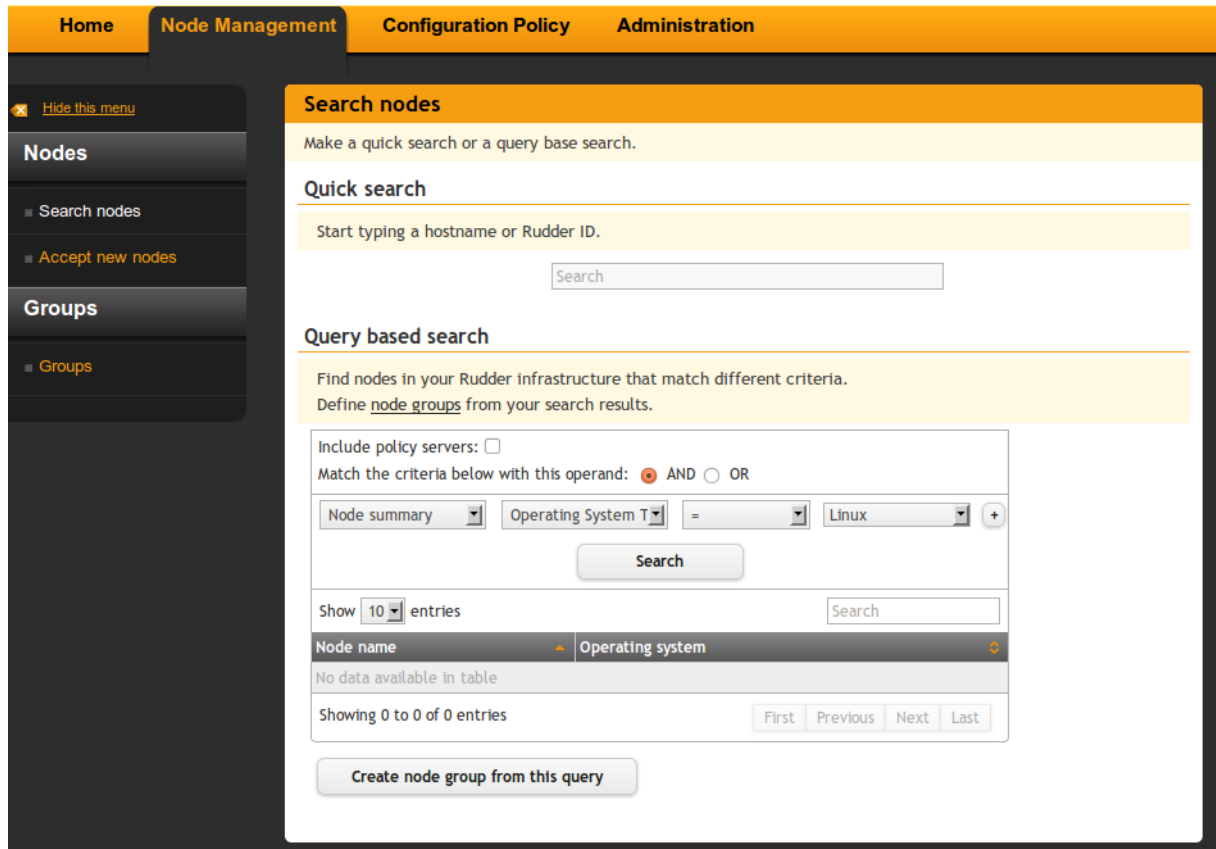 Home Node Management Configuration Policy Administration
Hide this menu
Nodes
Search nodes
Accept new nodes
Groups
Groups
Search nodes
Make a quick search or a query base search.
Quick search
Start typing a hostname or Rudder ID.
Search
Query based search
Find nodes in your Rudder infrastructure that match different criteria.
Define node groups from your search results.
Include policy servers:
Match the criteria below with this operand: AND OR
Node summary Operating System T = Linux +
Search
Show 10 entries Search
Node name Operating system
No data available in table
Showing 0 to 0 of 0 entries First Previous Next Last
Create node group from this query